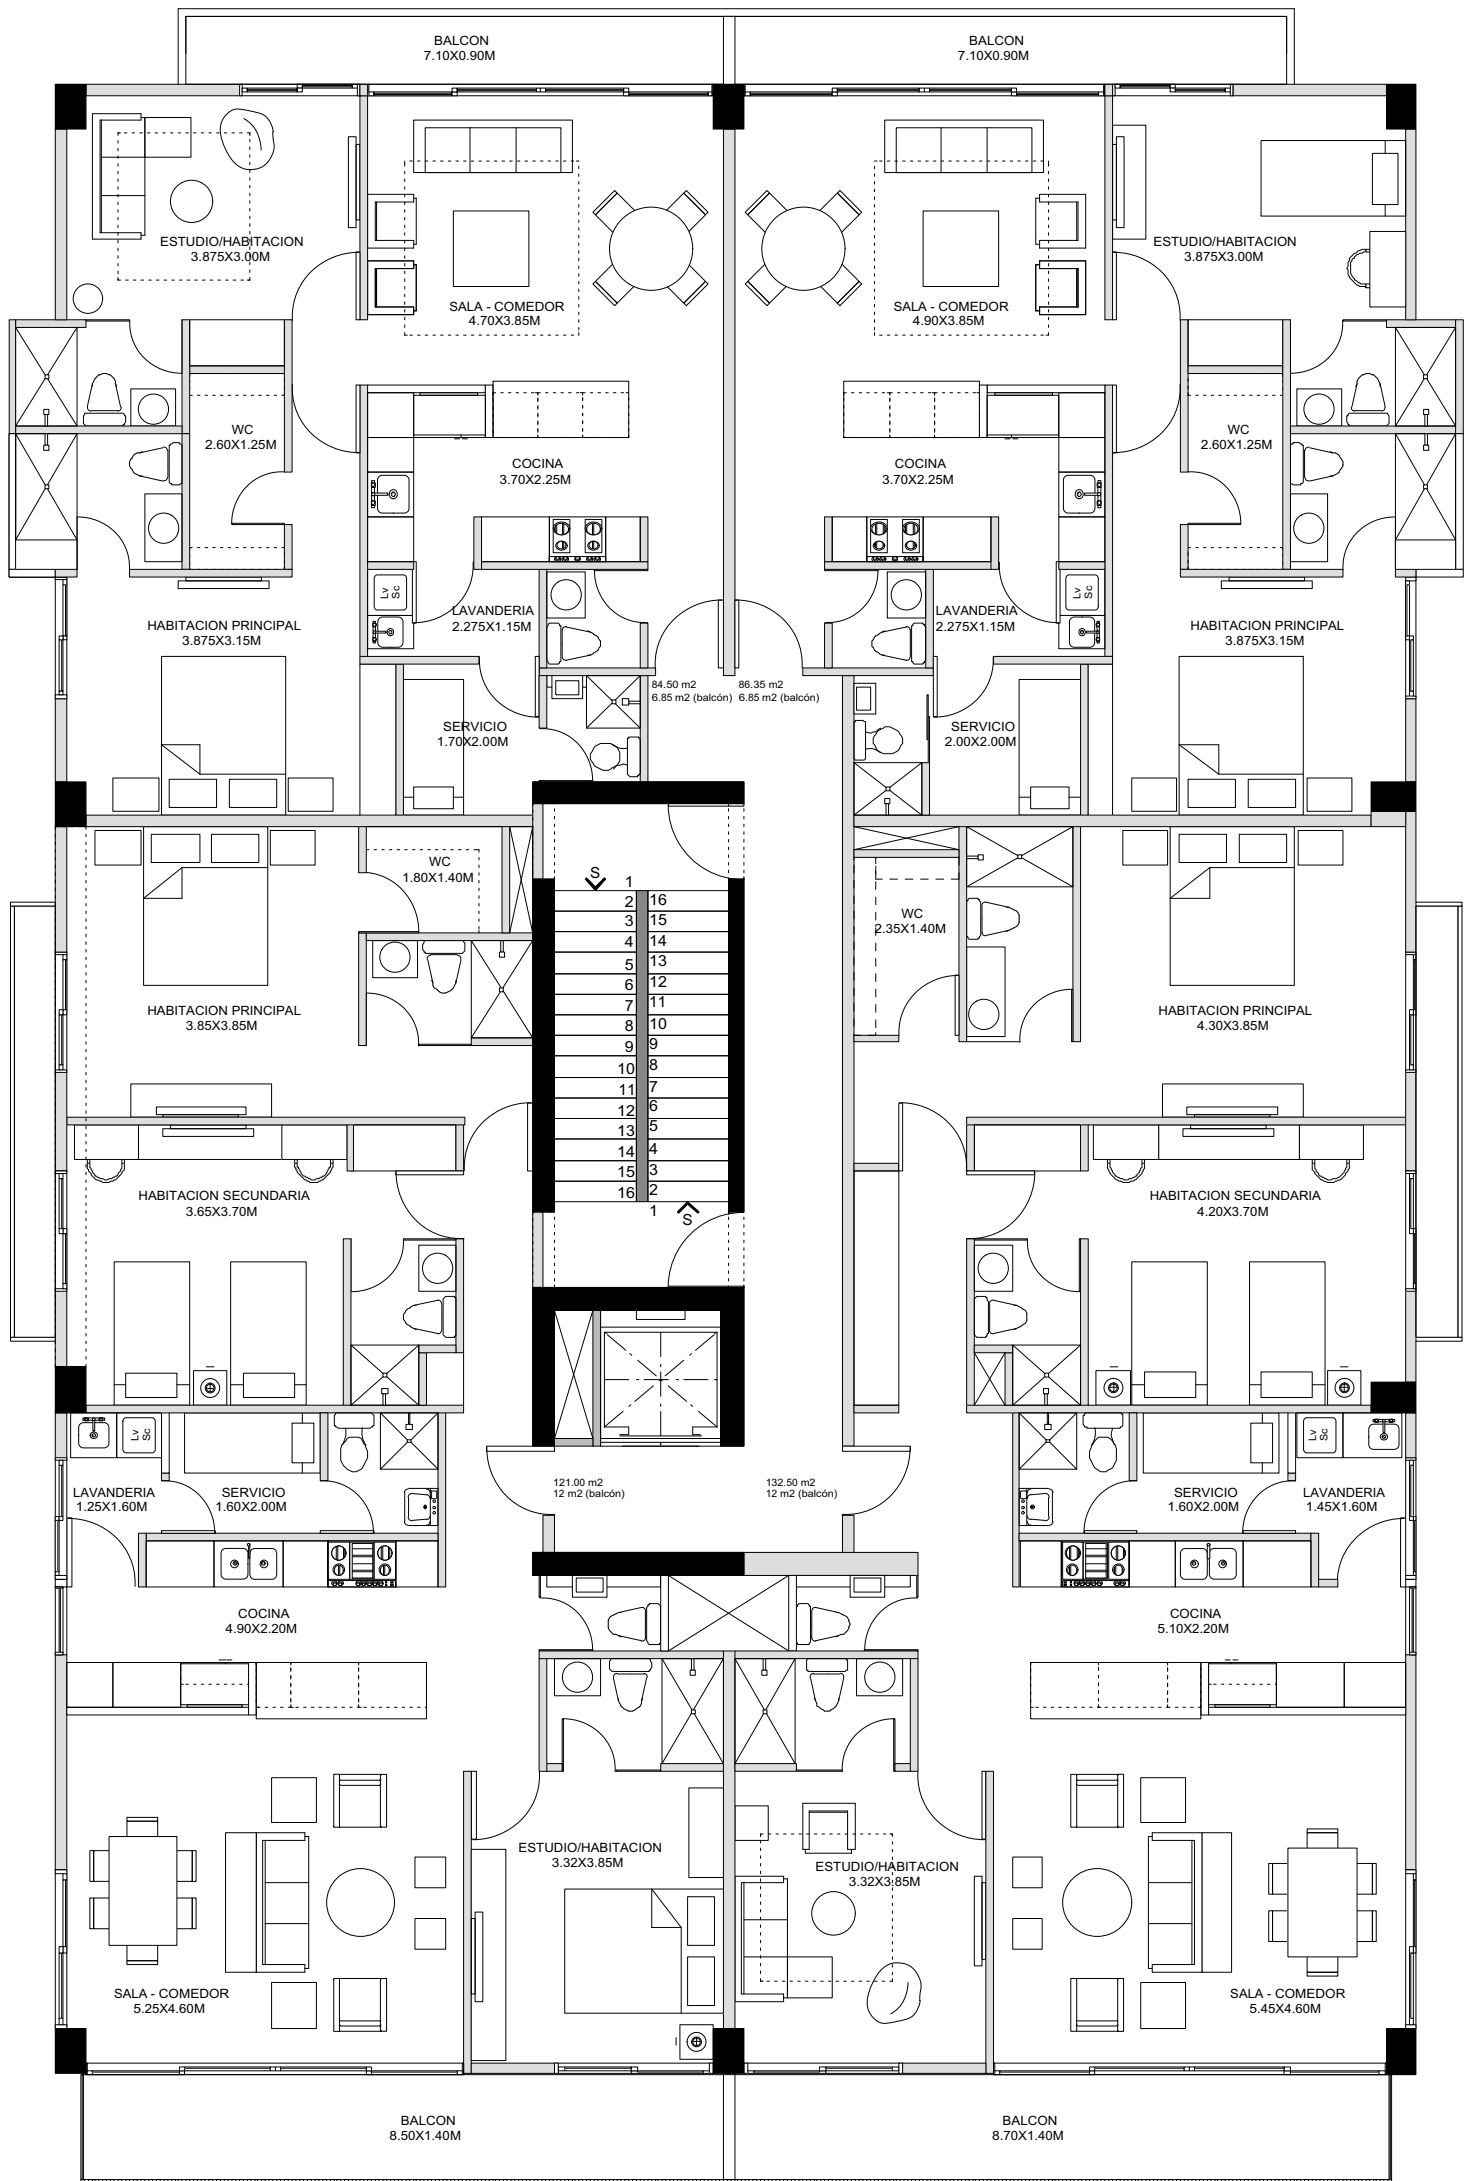 BALCON
7.10X0.90M
BALCON
7.10X0.90M
ESTUDIO/HABITACION
3.875X3.00M
SALA - COMEDOR
4.70X3.85M
SALA - COMEDOR
4.90X3.85M
ESTUDIO/HABITACION
3.875X3.00M
WC
2.60X1.25M
COCINA
3.70X2.25M
COCINA
3.70X2.25M
WC
2.60X1.25M
Lv
Sc
LAVANDERIA
2.275X1.15M
LAVANDERIA
2.275X1.15M
Lv
Sc
HABITACION PRINCIPAL
3.875X3.15M
HABITACION PRINCIPAL
3.875X3.15M
84.50 m2
6.85 m2 (balcón)
86.35 m2
6.85 m2 (balcón)
SERVICIO
1.70X2.00M
SERVICIO
2.00X2.00M
WC
1.80X1.40M
S
1
2
3
4
5
6
7
8
9
10
11
12
13
14
15
16
16
15
14
13
12
11
10
9
8
7
6
5
4
3
2
1
S
WC
2.35X1.40M
HABITACION PRINCIPAL
3.85X3.85M
HABITACION PRINCIPAL
4.30X3.85M
HABITACION SECUNDARIA
3.65X3.70M
HABITACION SECUNDARIA
4.20X3.70M
Lv
Sc
Lv
Sc
LAVANDERIA
1.25X1.60M
SERVICIO
1.60X2.00M
121.00 m2
12 m2 (balcón)
132.50 m2
12 m2 (balcón)
SERVICIO
1.60X2.00M
LAVANDERIA
1.45X1.60M
COCINA
4.90X2.20M
COCINA
5.10X2.20M
ESTUDIO/HABITACION
3.32X3.85M
ESTUDIO/HABITACION
3.32X3.85M
SALA - COMEDOR
5.25X4.60M
SALA - COMEDOR
5.45X4.60M
BALCON
8.50X1.40M
BALCON
8.70X1.40M